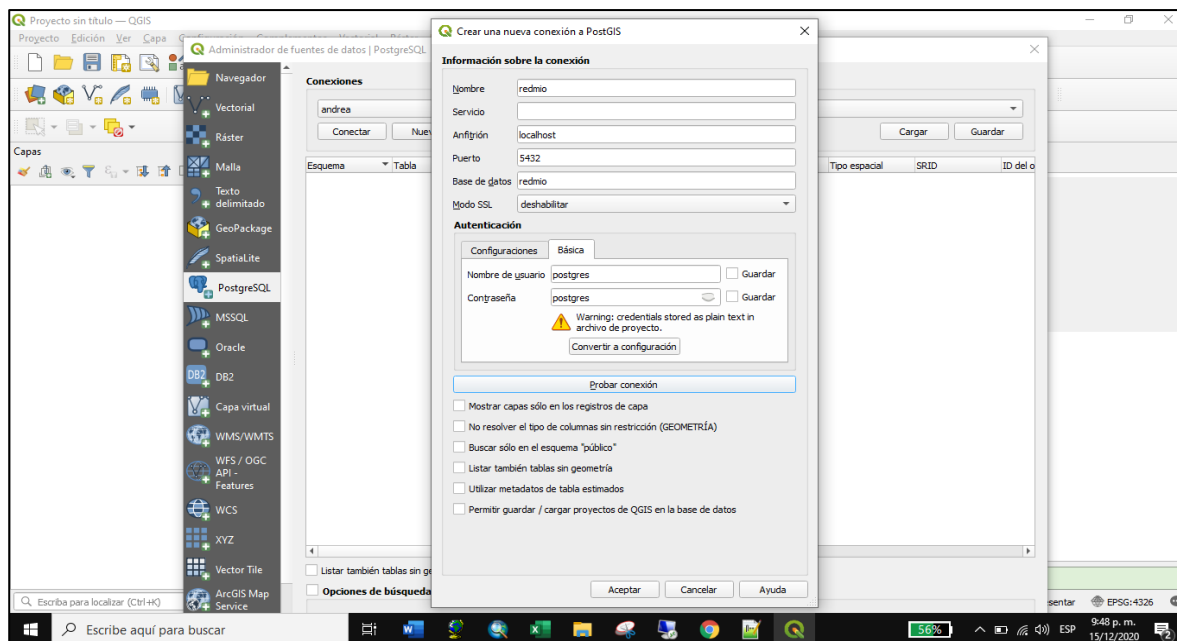 Proyecto sin título — QGIS
Proyecto Edición Ver Capa
Administrador de fuentes de datos | PostgreSQL
Capas
Escriba para localizar (Ctrl+K)
Navegador
Vectorial
Ráster
Malla
Texto
delimitado
GeoPackage
SpatiaLite
PostgreSQL
MSSQL
Oracle
DB2
DB2
Capa virtual
WMS/WMTS
WFS / OGC
API -
Features
WCS
XYZ
Vector Tile
ArcGIS Map
Service
Conexiones
andrea
Conectar Nuev Cargar Guardar
Esquema Tabla Tipo espacial SRID ID del o
Listar también tablas sin ge
Opciones de búsqueda
Crear una nueva conexión a PostGIS
Información sobre la conexión
Nombre redmio
Servicio
Anfitrión localhost
Puerto 5432
Base de datos redmio
Modo SSL deshabilitar
Autenticación
Configuraciones Básica
Nombre de usuario postgres Guardar
Contraseña postgres Guardar
Warning: credentials stored as plain text in
archivo de proyecto.
Convertir a configuración
Probar conexión
Mostrar capas sólo en los registros de capa
No resolver el tipo de columnas sin restricción (GEOMETRÍA)
Buscar sólo en el esquema "público"
Listar también tablas sin geometría
Utilizar metadatos de tabla estimados
Permitir guardar / cargar proyectos de QGIS en la base de datos
Aceptar Cancelar Ayuda
sentar EPSG:4326
Escribe aquí para buscar
56% ESP 9:48 p. m.
15/12/2020 2